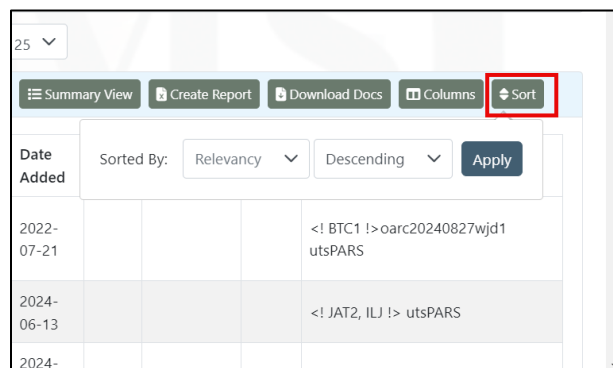 25
Summary View Create Report Download Docs Columns Sort
Date
Added
Sorted By: Relevancy Descending Apply
2022-
07-21
<! BTC1 !>oarc20240827wjd1
utsPARS
2024-
06-13
<! JAT2, ILJ !> utsPARS
2024-